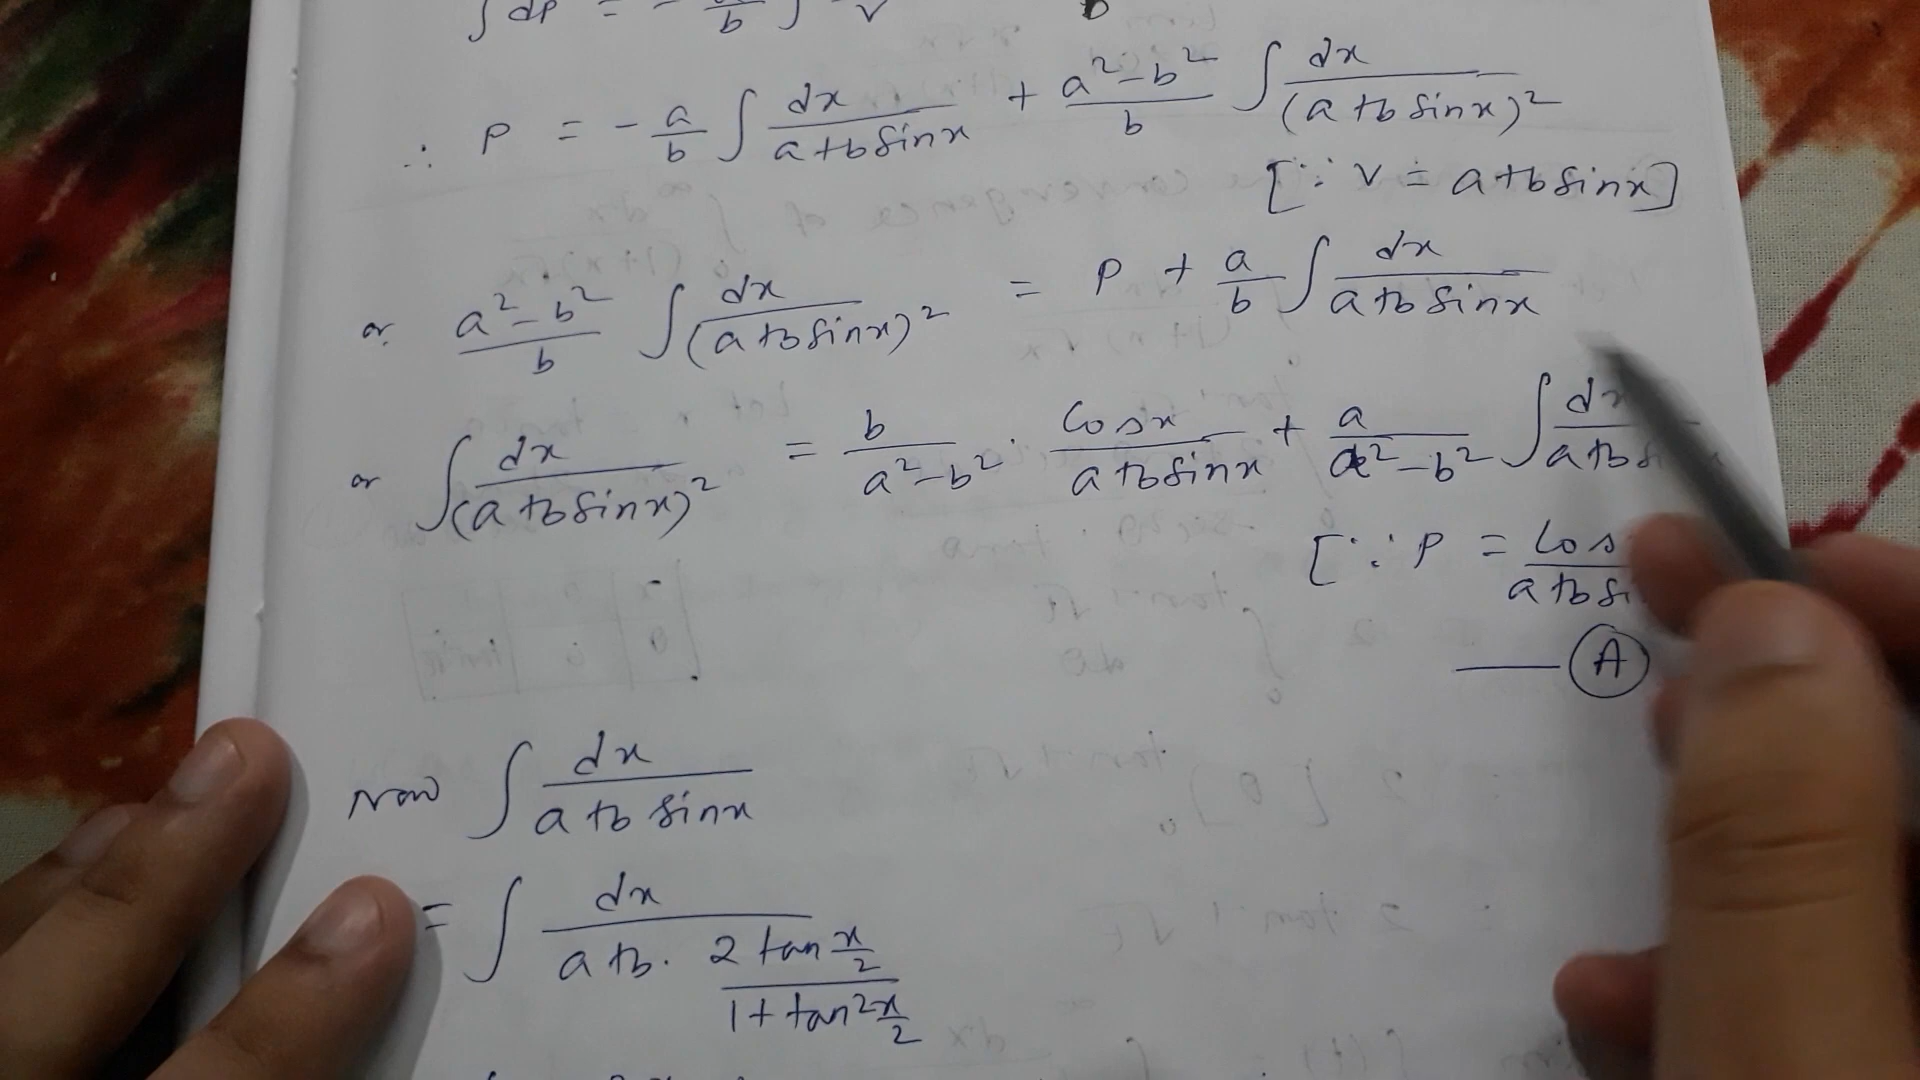 ∫ dp = - a/b ∫ v b
∴ P = - a/b ∫ dx/(a+b sinx) + (a²-b²)/b ∫ dx/(a+b sinx)²
[∵ v = a+b sinx]
or, (a²-b²)/b ∫ dx/(a+b sinx)² = P + a/b ∫ dx/(a+b sinx)
or ∫ dx/(a+b sinx)² = b/(a²-b²) · Cosx/(a+b sinx) + a/(a²-b²) ∫ dx/(a+b s
[∵ P = Cos / a+b si
— A
Now ∫ dx/(a+b sinx)
= ∫ dx/(a+b. 2 tan x/2 / (1+tan² x/2))